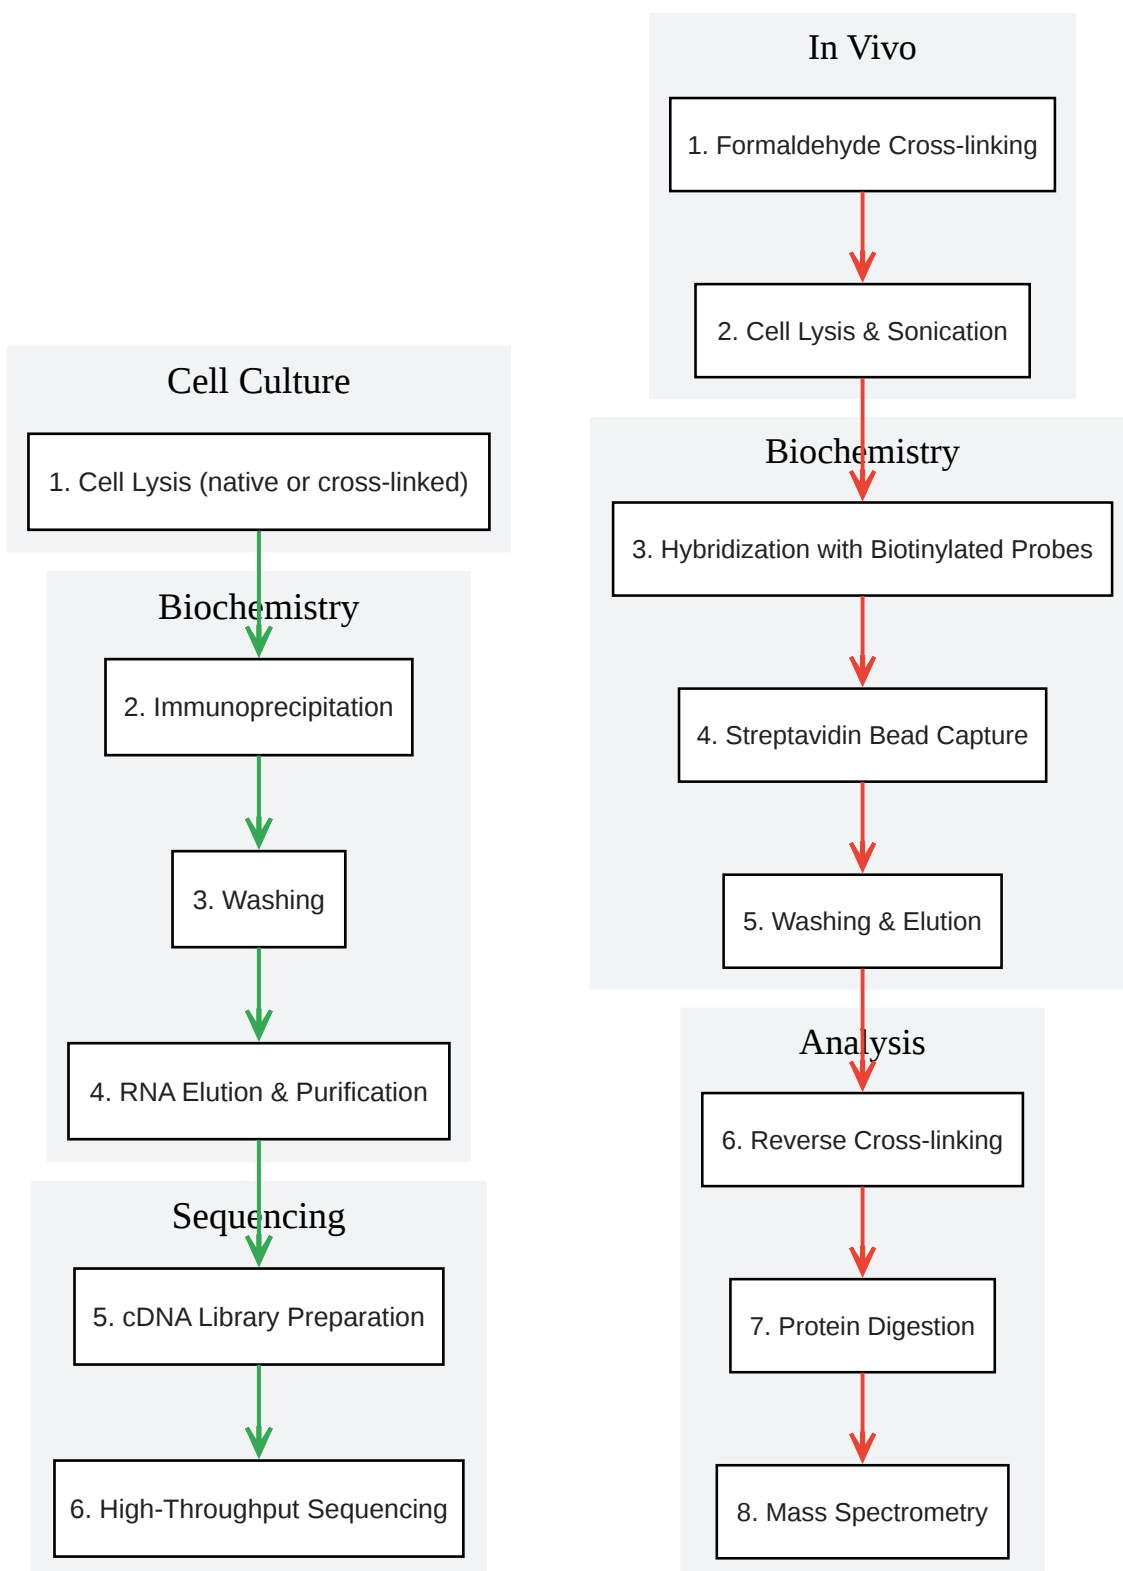 Cell Culture
1. Cell Lysis (native or cross-linked)
Biochemistry
2. Immunoprecipitation
3. Washing
4. RNA Elution & Purification
Sequencing
5. cDNA Library Preparation
6. High-Throughput Sequencing
In Vivo
1. Formaldehyde Cross-linking
2. Cell Lysis & Sonication
Biochemistry
3. Hybridization with Biotinylated Probes
4. Streptavidin Bead Capture
5. Washing & Elution
Analysis
6. Reverse Cross-linking
7. Protein Digestion
8. Mass Spectrometry